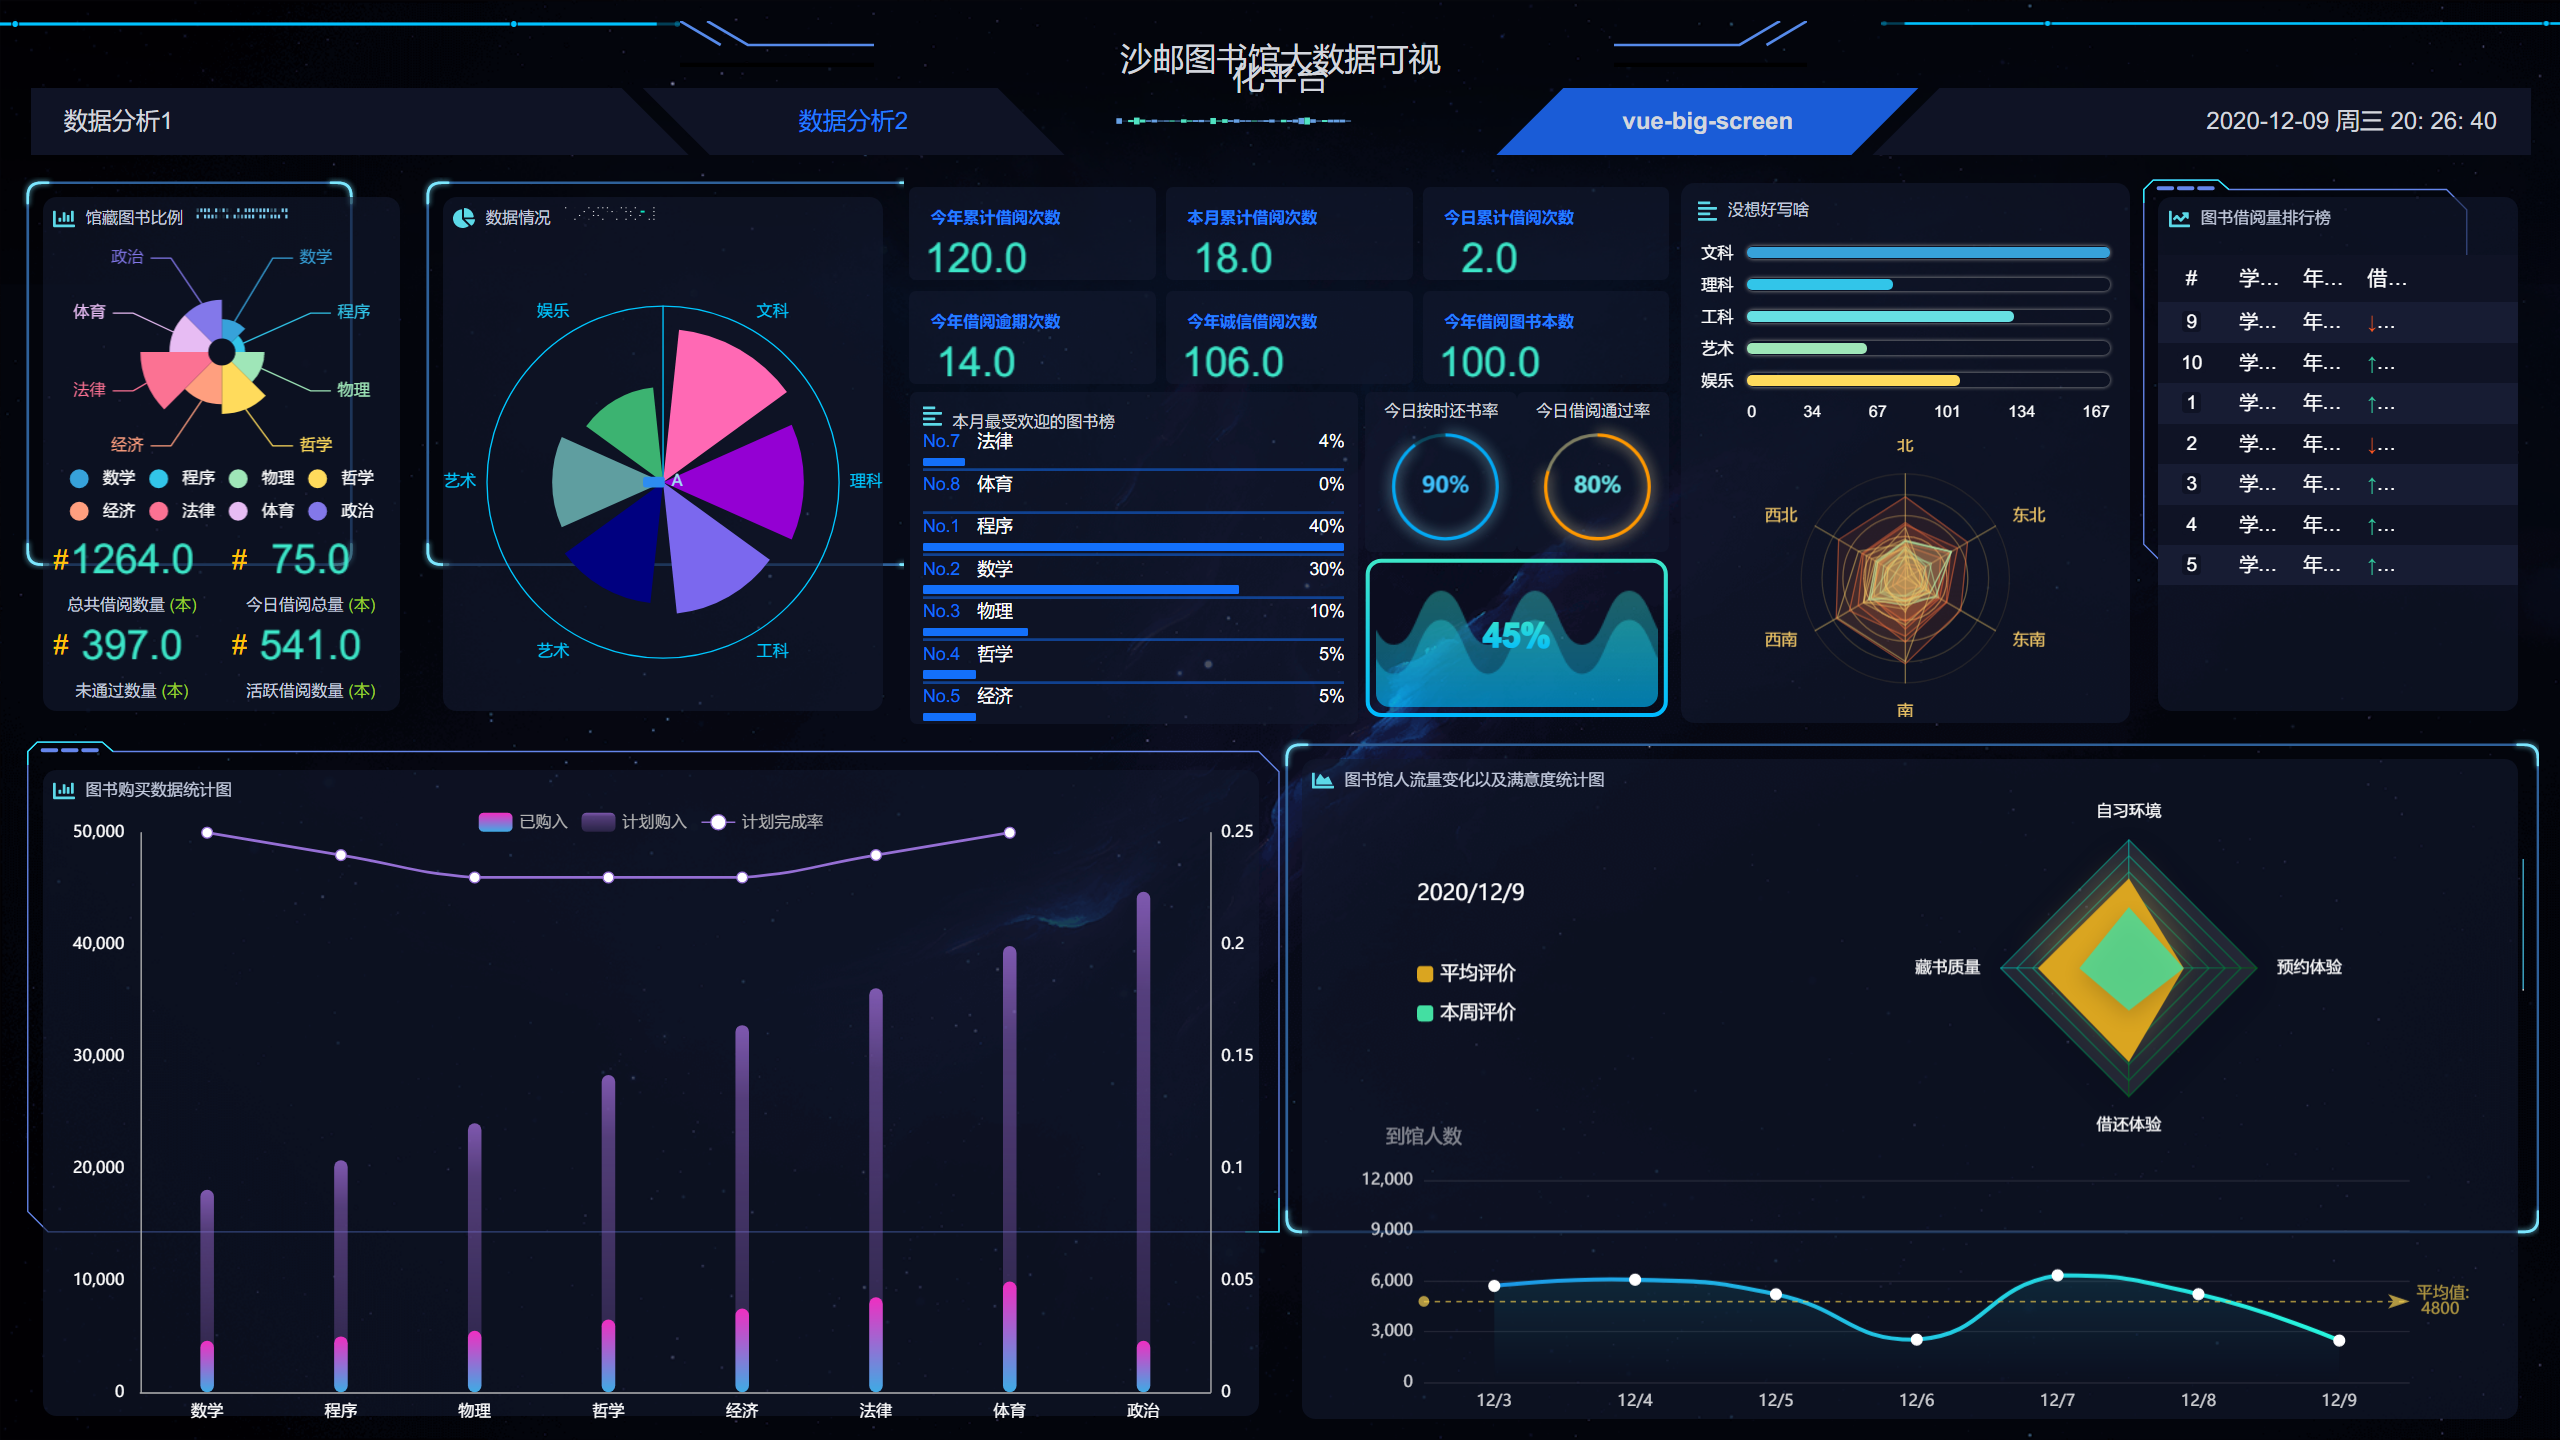 沙邮图书馆大数据可视
化平台
数据分析1
数据分析2
vue-big-screen
2020-12-09 周三 20: 26: 40
馆藏图书比例
政治
数学
体育
程序
法律
物理
经济
哲学
数学 程序 物理 哲学
经济 法律 体育 政治
#1264.0 # 75.0
总共借阅数量 (本) 今日借阅总量 (本)
# 397.0 # 541.0
未通过数量 (本) 活跃借阅数量 (本)
数据情况
娱乐
文科
艺术
A
理科
艺术
工科
今年累计借阅次数
120.0
本月累计借阅次数
18.0
今日累计借阅次数
2.0
今年借阅逾期次数
14.0
今年诚信借阅次数
106.0
今年借阅图书本数
100.0
本月最受欢迎的图书榜
No.7 法律 4%
No.8 体育 0%
No.1 程序 40%
No.2 数学 30%
No.3 物理 10%
No.4 哲学 5%
No.5 经济 5%
今日按时还书率
90%
今日借阅通过率
80%
45%
没想好写啥
文科
理科
工科
艺术
娱乐
0 34 67 101 134 167
北
西北
东北
西南
东南
南
图书借阅量排行榜
# 学... 年... 借...
9 学... 年... ↓...
10 学... 年... ↑...
1 学... 年... ↑...
2 学... 年... ↓...
3 学... 年... ↑...
4 学... 年... ↑...
5 学... 年... ↑...
图书购买数据统计图
已购入 计划购入 计划完成率
50,000
40,000
30,000
20,000
10,000
0
0.25
0.2
0.15
0.1
0.05
0
数学 程序 物理 哲学 经济 法律 体育 政治
图书馆人流量变化以及满意度统计图
2020/12/9
平均评价
本周评价
自习环境
藏书质量
预约体验
借还体验
到馆人数
12,000
9,000
6,000
3,000
0
平均值:
4800
12/3 12/4 12/5 12/6 12/7 12/8 12/9